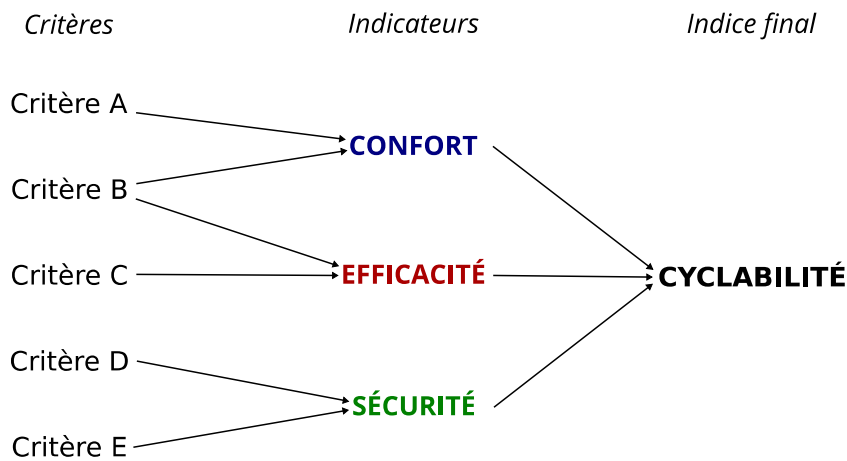 Critères
Indicateurs
Indice final
Critère A
CONFORT
Critère B
Critère C
EFFICACITÉ
CYCLABILITÉ
Critère D
SÉCURITÉ
Critère E